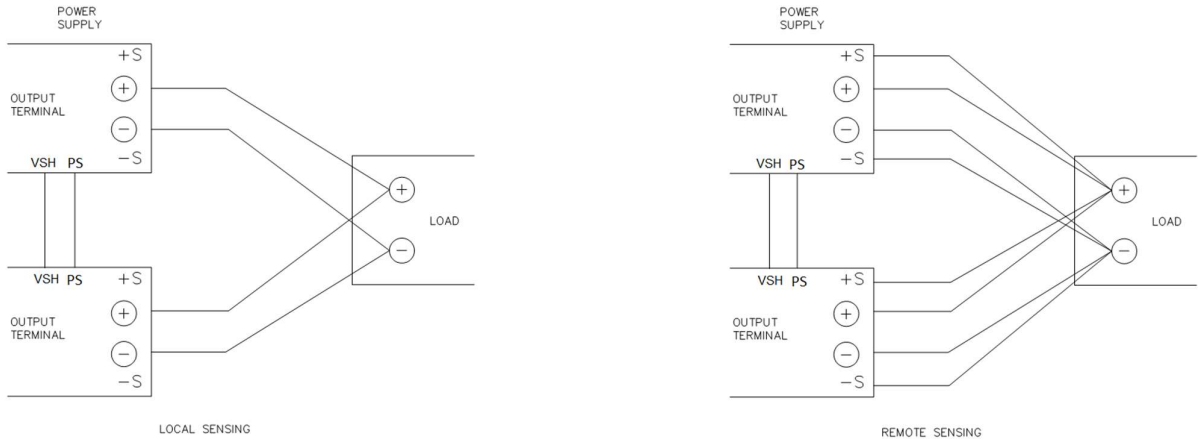 POWER
SUPPLY
+S
+
OUTPUT
TERMINAL
−
−S
VSH PS
VSH PS
+S
+
OUTPUT
TERMINAL
−
−S
+
LOAD
−
LOCAL SENSING
POWER
SUPPLY
+S
+
OUTPUT
TERMINAL
−
−S
VSH PS
VSH PS
+S
+
OUTPUT
TERMINAL
−
−S
+
LOAD
−
REMOTE SENSING